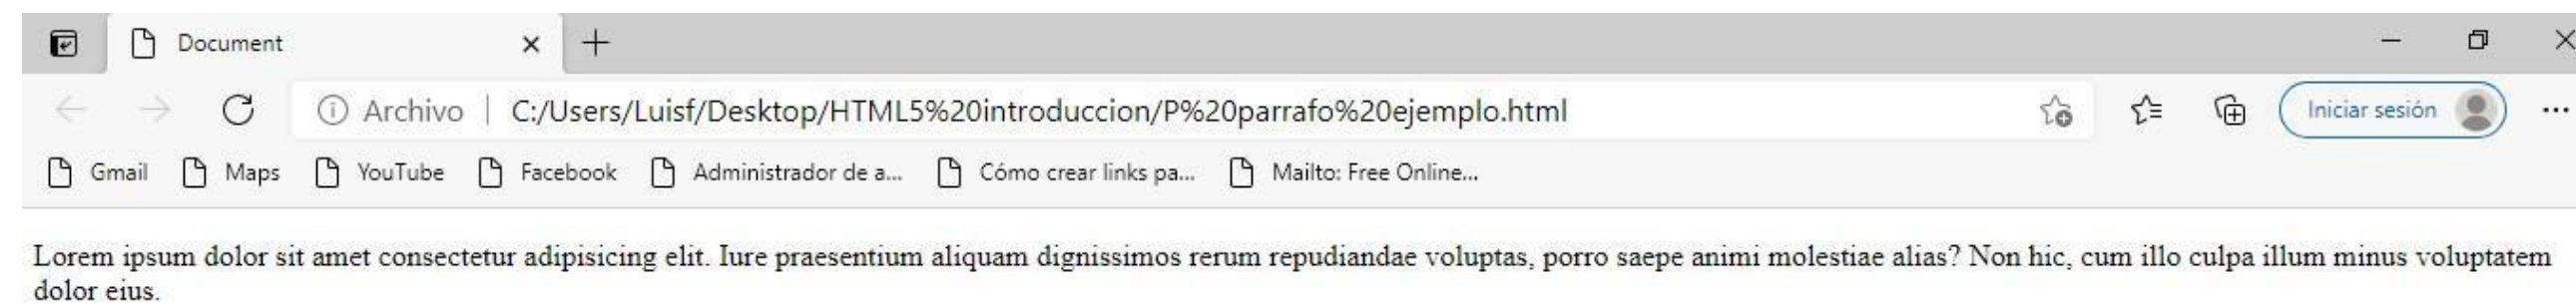 Document
Archivo | C:/Users/Luisf/Desktop/HTML5%20introduccion/P%20parrafo%20ejemplo.html Iniciar sesión
Gmail Maps YouTube Facebook Administrador de a... Cómo crear links pa... Mailto: Free Online...
Lorem ipsum dolor sit amet consectetur adipisicing elit. Iure praesentium aliquam dignissimos rerum repudiandae voluptas, porro saepe animi molestiae alias? Non hic, cum illo culpa illum minus voluptatem
dolor eius.